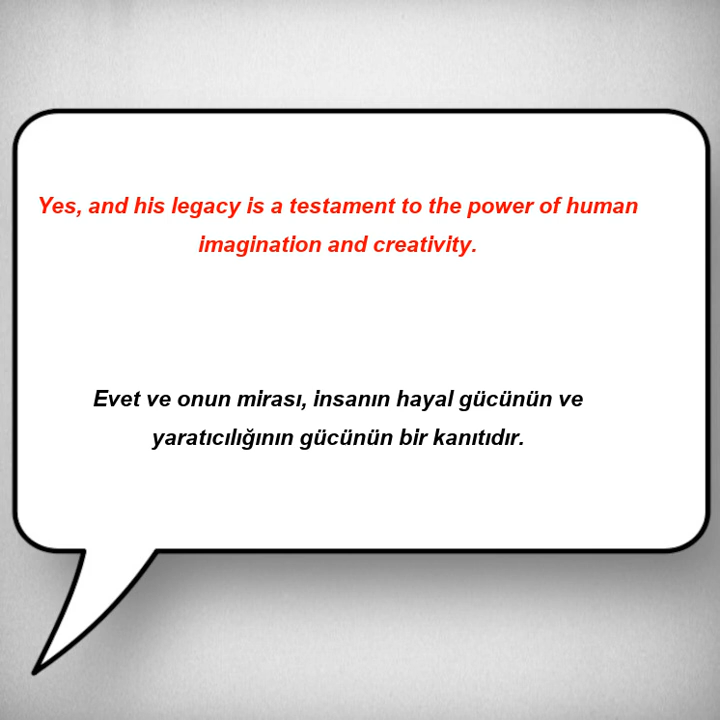 Yes, and his legacy is a testament to the power of human
imagination and creativity.
Evet ve onun mirası, insanın hayal gücünün ve
yaratıcılığının gücünün bir kanıtıdır.